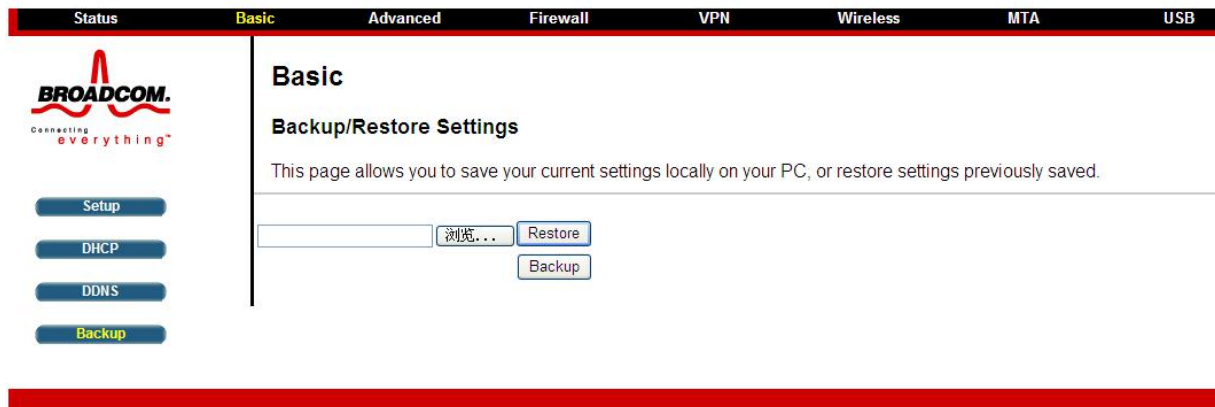 Status Basic Advanced Firewall VPN Wireless MTA USB
BROADCOM.
Connecting
everything™
Setup
DHCP
DDNS
Backup
Basic
Backup/Restore Settings
This page allows you to save your current settings locally on your PC, or restore settings previously saved.
浏览... Restore
Backup